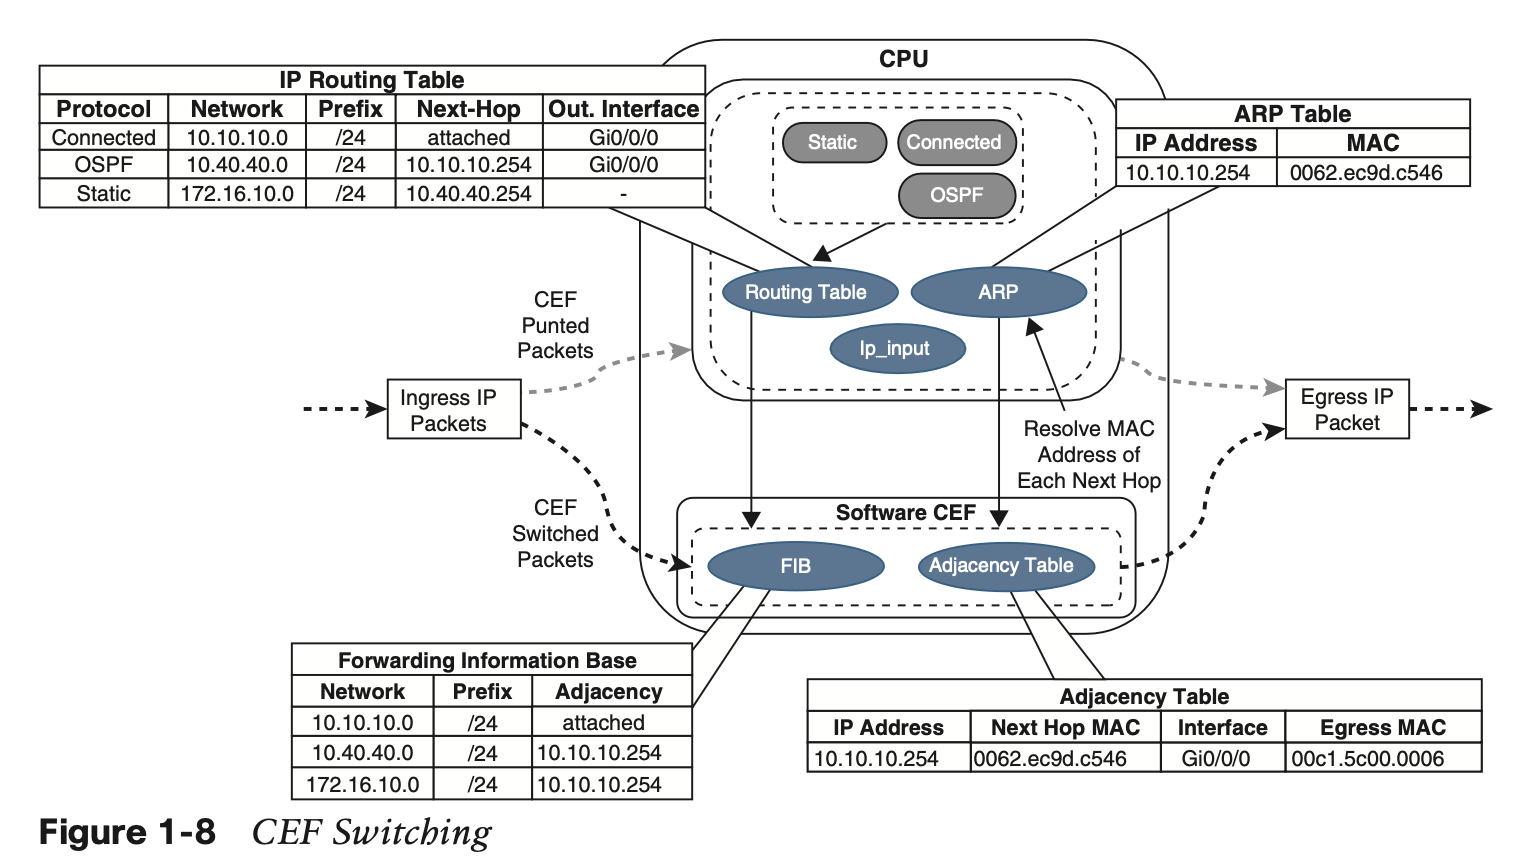 CPU
IP Routing Table
Protocol Network Prefix Next-Hop Out. Interface
Connected 10.10.10.0 /24 attached Gi0/0/0
OSPF 10.40.40.0 /24 10.10.10.254 Gi0/0/0
Static 172.16.10.0 /24 10.40.40.254 -
Static
Connected
OSPF
ARP Table
IP Address MAC
10.10.10.254 0062.ec9d.c546
Routing Table
ARP
Ip_input
CEF
Punted
Packets
Ingress IP
Packets
Egress IP
Packet
Resolve MAC
Address of
Each Next Hop
CEF
Switched
Packets
Software CEF
FIB
Adjacency Table
Forwarding Information Base
Network Prefix Adjacency
10.10.10.0 /24 attached
10.40.40.0 /24 10.10.10.254
172.16.10.0 /24 10.10.10.254
Adjacency Table
IP Address Next Hop MAC Interface Egress MAC
10.10.10.254 0062.ec9d.c546 Gi0/0/0 00c1.5c00.0006
Figure 1-8 CEF Switching